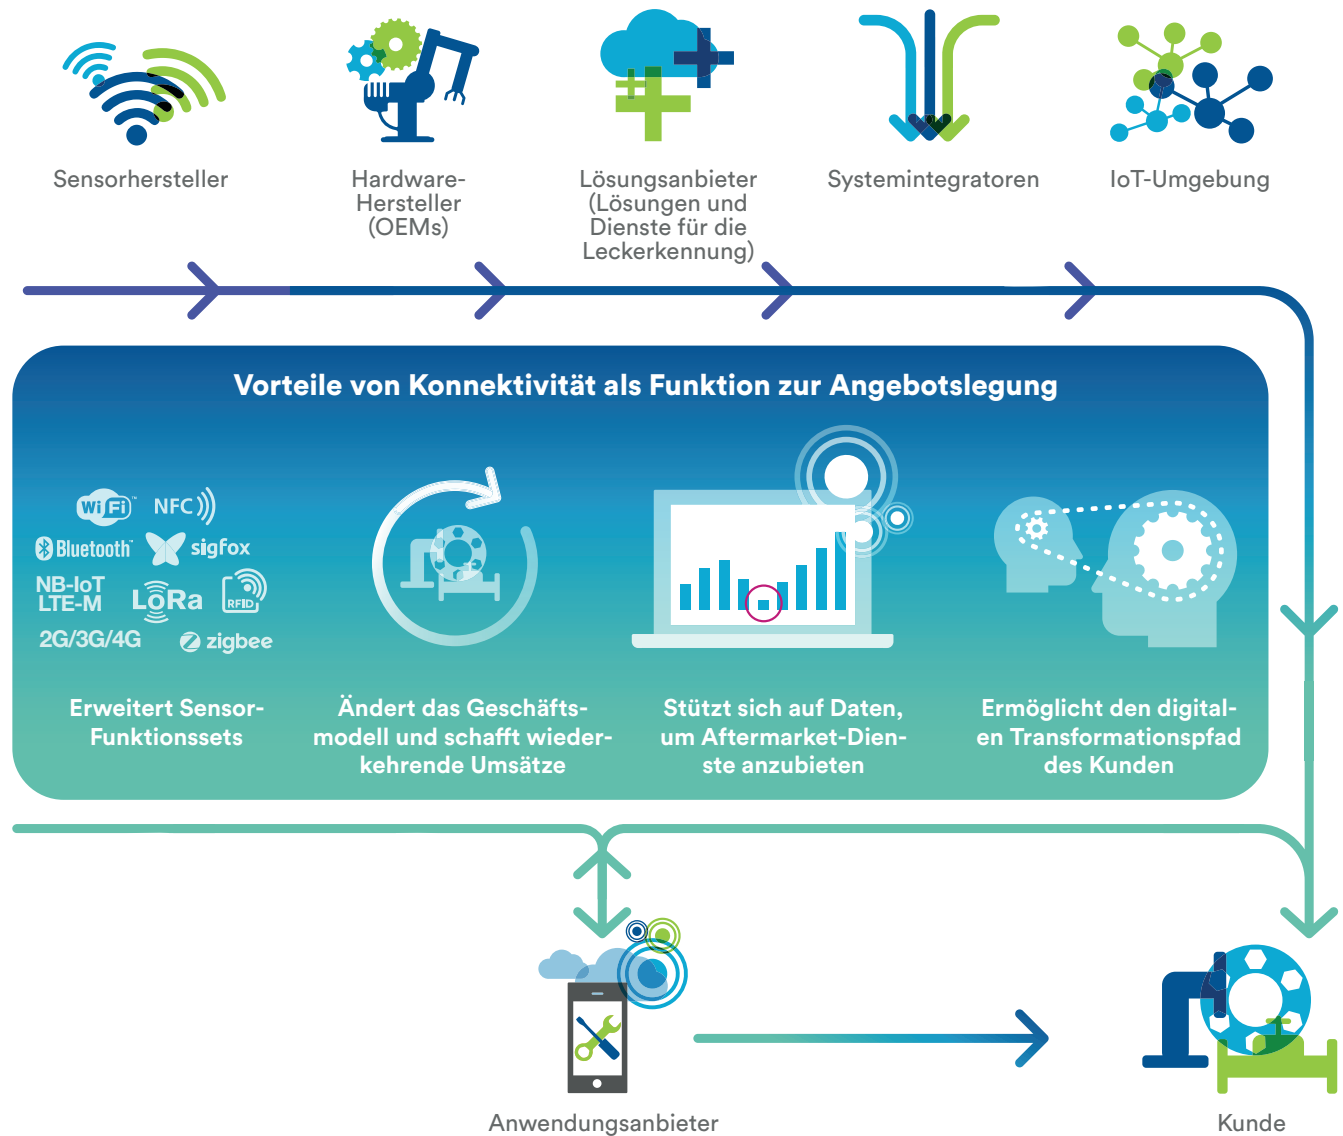 Sensorhersteller
Hardware-
Hersteller
(OEMs)
Lösungsanbieter
(Lösungen und
Dienste für die
Leckerkennung)
Systemintegratoren
IoT-Umgebung
Vorteile von Konnektivität als Funktion zur Angebotslegung
WiFi™ NFC
Bluetooth™ sigfox
NB-IoT
LTE-M
LoRa
RFID
2G/3G/4G zigbee
Erweitert Sensor-
Funktionssets
Ändert das Geschäfts-
modell und schafft wieder-
kehrende Umsätze
Stützt sich auf Daten,
um Aftermarket-Dien-
ste anzubieten
Ermöglicht den digital-
en Transformationspfad
des Kunden
Anwendungsanbieter
Kunde